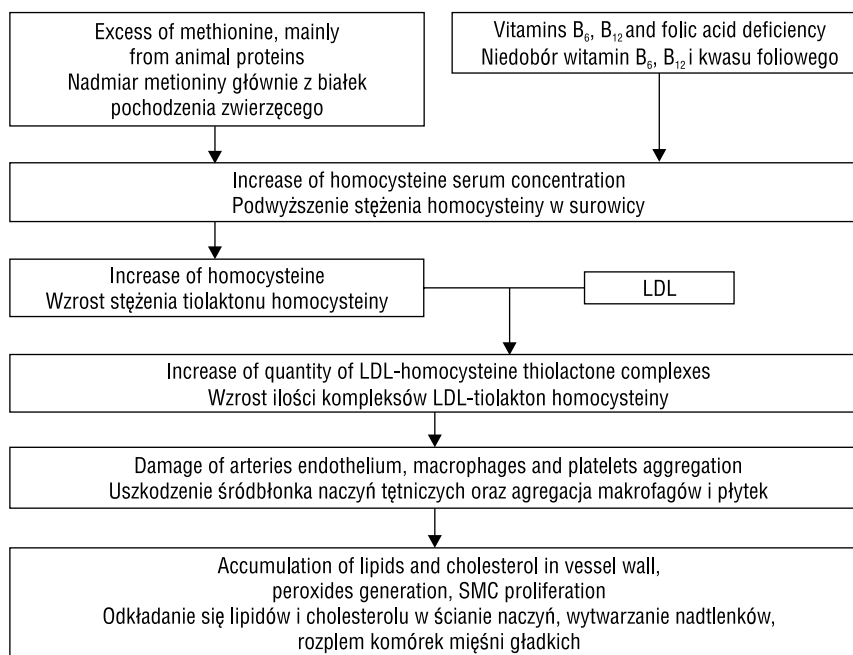 Excess of methionine, mainly
from animal proteins
Nadmiar metioniny głównie z białek
pochodzenia zwierzęcego
Vitamins B₆, B₁₂ and folic acid deficiency
Niedobór witamin B₆, B₁₂ i kwasu foliowego
Increase of homocysteine serum concentration
Podwyższenie stężenia homocysteiny w surowicy
Increase of homocysteine
Wzrost stężenia tiolaktonu homocysteiny
LDL
Increase of quantity of LDL-homocysteine thiolactone complexes
Wzrost ilości kompleksów LDL-tiolakton homocysteiny
Damage of arteries endothelium, macrophages and platelets aggregation
Uszkodzenie śródbłonka naczyń tętniczych oraz agregacja makrofagów i płytek
Accumulation of lipids and cholesterol in vessel wall,
peroxides generation, SMC proliferation
Odkładanie się lipidów i cholesterolu w ścianie naczyń, wytwarzanie nadtlenków,
rozplem komórek mięśni gładkich